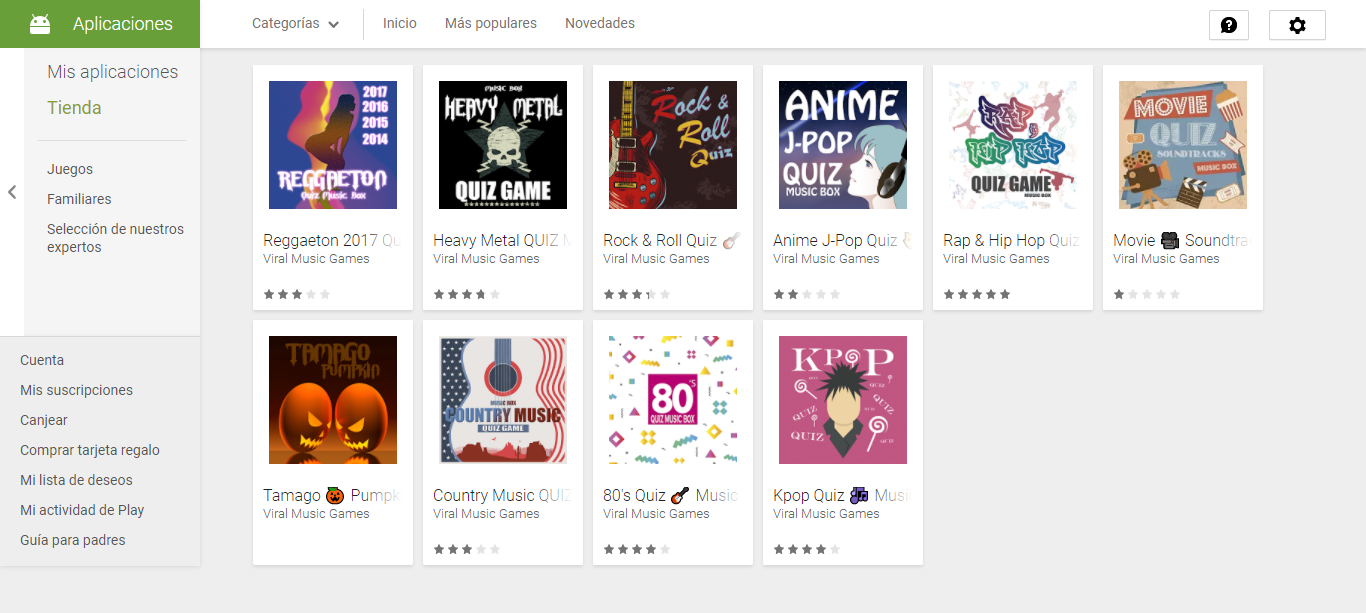 Aplicaciones
Categorías
Inicio
Más populares
Novedades
Mis aplicaciones
Tienda
Juegos
Familiares
Selección de nuestros
expertos
Cuenta
Mis suscripciones
Canjear
Comprar tarjeta regalo
Mi lista de deseos
Mi actividad de Play
Guía para padres
2017
2016
2015
2014
REGGAETON
Quiz Music Box
Reggaeton 2017 Qu
Viral Music Games
MUSIC BOX
HEAVY METAL
QUIZ GAME
Heavy Metal QUIZ M
Viral Music Games
Rock &
Roll
Quiz
Rock & Roll Quiz 🎸
Viral Music Games
ANIME
J-POP
QUIZ
MUSIC BOX
Anime J-Pop Quiz
Viral Music Games
RAP
&
HIP HOP
QUIZ GAME
MUSIC BOX
Rap & Hip Hop Quiz
Viral Music Games
MOVIE
QUIZ
SOUNDTRACKS
MUSIC BOX
Movie 🎥 Soundtra
Viral Music Games
TAMAGO
PUMPKIN
Tamago 🎃 Pumpk
Viral Music Games
MUSIC BOX
COUNTRY MUSIC
QUIZ GAME
Country Music QUIZ
Viral Music Games
80'S
QUIZ MUSIC BOX
80's Quiz 🎸 Music
Viral Music Games
KPOP
QUIZ
QUIZ
QUIZ
QUIZ
QUIZ
QUIZ
Kpop Quiz 🎶 Musi
Viral Music Games